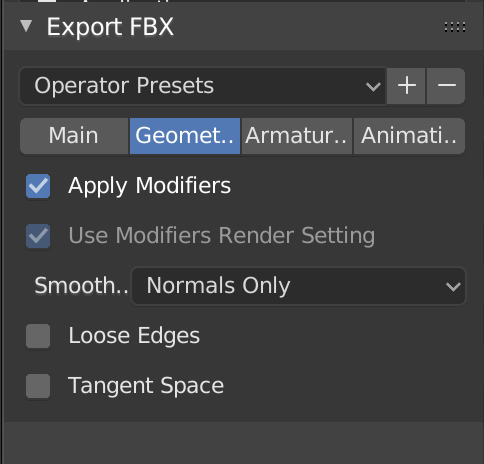 Export FBX
Operator Presets
Main Geomet.. Armatur.. Animati..
Apply Modifiers
Use Modifiers Render Setting
Smooth.. Normals Only
Loose Edges
Tangent Space